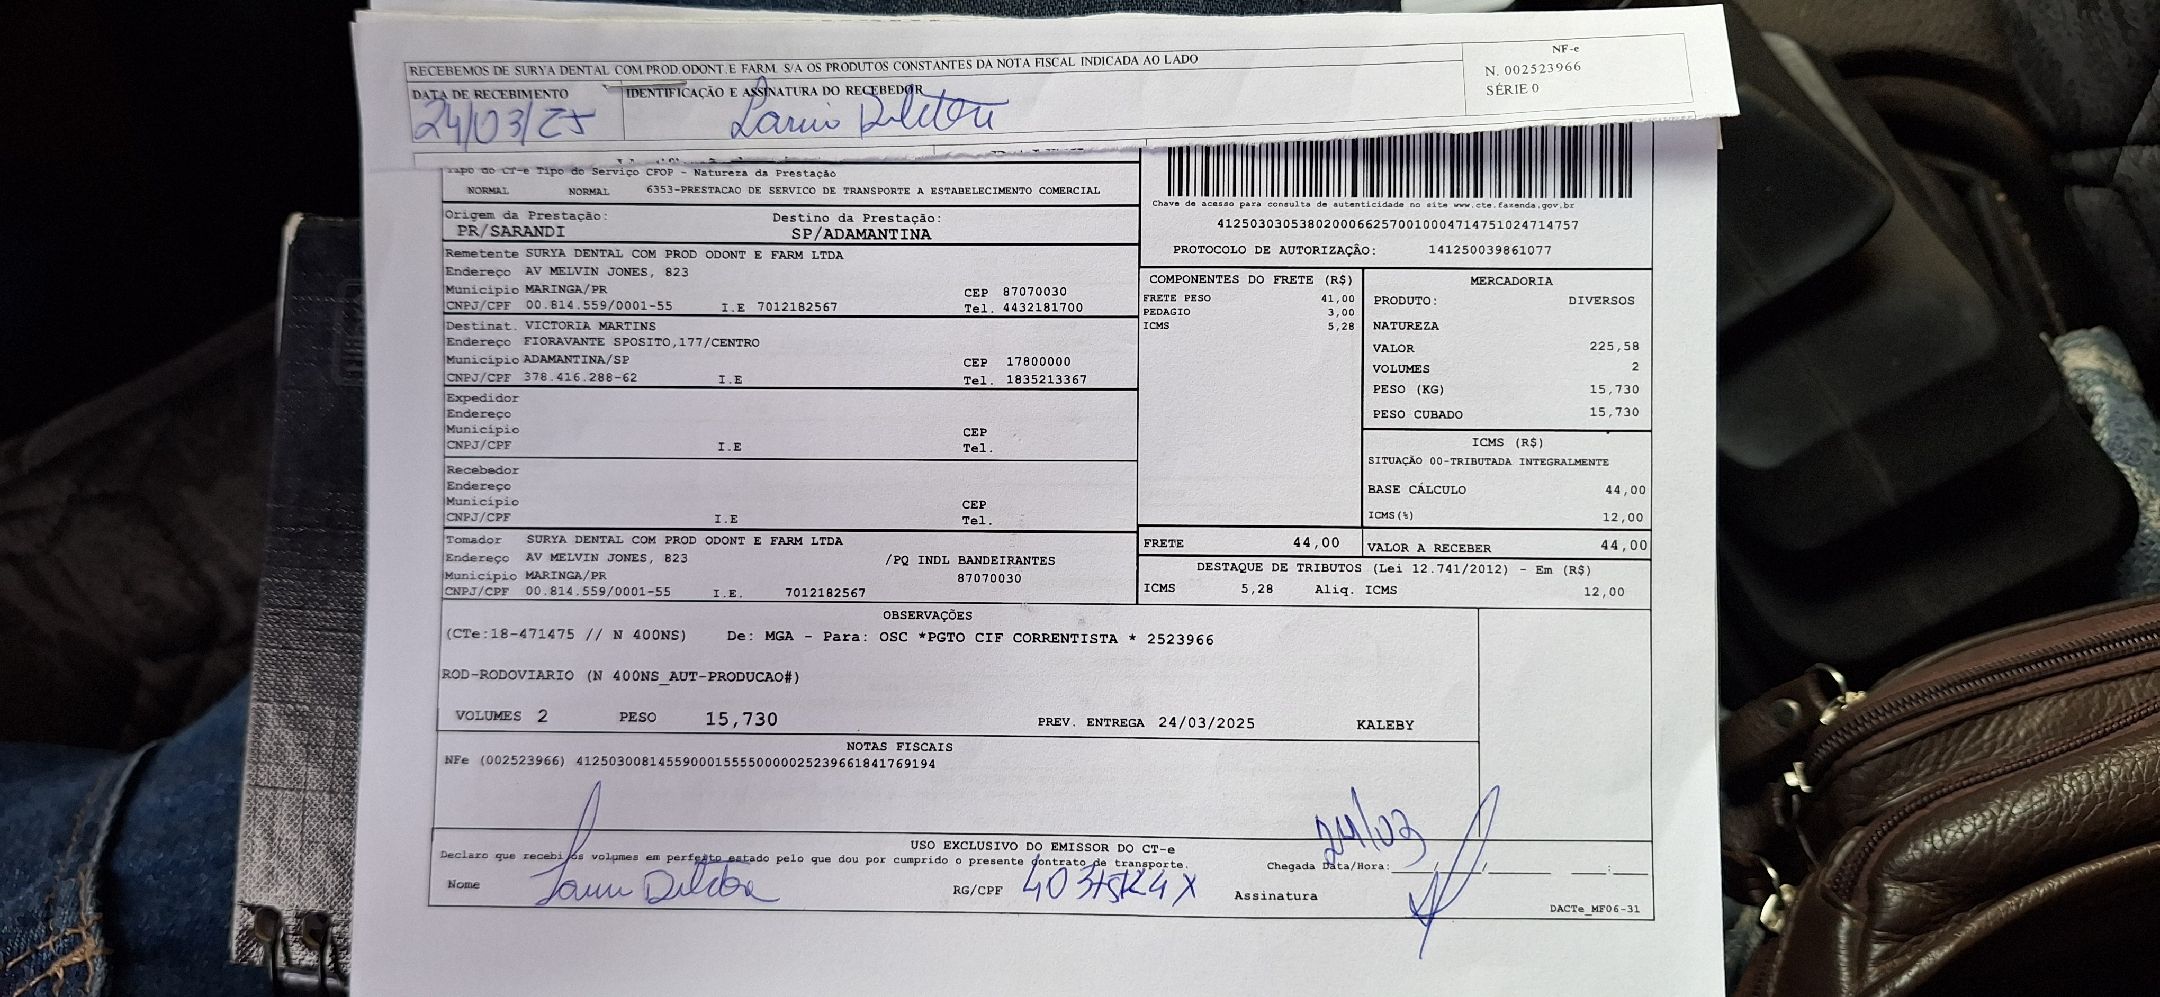 RECEBEMOS DE SURYA DENTAL COM.PROD.ODONT.E FARM. S/A OS PRODUTOS CONSTANTES DA NOTA FISCAL INDICADA AO LADO
NF-e
N. 002523966
SÉRIE 0
DATA DE RECEBIMENTO
IDENTIFICAÇÃO E ASSINATURA DO RECEBEDOR
24/03/25
Tipo do CT-e Tipo do Serviço CFOP - Natureza da Prestação
NORMAL NORMAL 6353-PRESTACAO DE SERVICO DE TRANSPORTE A ESTABELECIMENTO COMERCIAL
Origem da Prestação: Destino da Prestação:
PR/SARANDI SP/ADAMANTINA
Remetente SURYA DENTAL COM PROD ODONT E FARM LTDA
Endereço AV MELVIN JONES, 823
Município MARINGA/PR CEP 87070030
CNPJ/CPF 00.814.559/0001-55 I.E 7012182567 Tel. 4432181700
Destinat. VICTORIA MARTINS
Endereço FIORAVANTE SPOSITO,177/CENTRO
Município ADAMANTINA/SP CEP 17800000
CNPJ/CPF 378.416.288-62 I.E Tel. 1835213367
Expedidor
Endereço
Município CEP
CNPJ/CPF I.E Tel.
Recebedor
Endereço
Município CEP
CNPJ/CPF I.E Tel.
Tomador SURYA DENTAL COM PROD ODONT E FARM LTDA
Endereço AV MELVIN JONES, 823 /PQ INDL BANDEIRANTES
Município MARINGA/PR 87070030
CNPJ/CPF 00.814.559/0001-55 I.E. 7012182567
Chave de acesso para consulta de autenticidade no site www.cte.fazenda.gov.br
41250303053802000662570010004714751024714757
PROTOCOLO DE AUTORIZAÇÃO: 141250039861077
COMPONENTES DO FRETE (R$)
FRETE PESO 41,00
PEDAGIO 3,00
ICMS 5,28
MERCADORIA
PRODUTO: DIVERSOS
NATUREZA
VALOR 225,58
VOLUMES 2
PESO (KG) 15,730
PESO CUBADO 15,730
ICMS (R$)
SITUAÇÃO 00-TRIBUTADA INTEGRALMENTE
BASE CÁLCULO 44,00
ICMS(%) 12,00
FRETE 44,00 VALOR A RECEBER 44,00
DESTAQUE DE TRIBUTOS (Lei 12.741/2012) - Em (R$)
ICMS 5,28 Aliq. ICMS 12,00
OBSERVAÇÕES
(CTe:18-471475 // N 400NS) De: MGA - Para: OSC *PGTO CIF CORRENTISTA * 2523966
ROD-RODOVIARIO (N 400NS_AUT-PRODUCAO#)
VOLUMES 2 PESO 15,730 PREV. ENTREGA 24/03/2025 KALEBY
NOTAS FISCAIS
NFe (002523966) 41250300814559000155550000025239661841769194
USO EXCLUSIVO DO EMISSOR DO CT-e
Declaro que recebi os volumes em perfeito estado pelo que dou por cumprido o presente contrato de transporte.
Chegada Data/Hora: 24/03
Nome
RG/CPF
Assinatura
DACTe_MF06-31